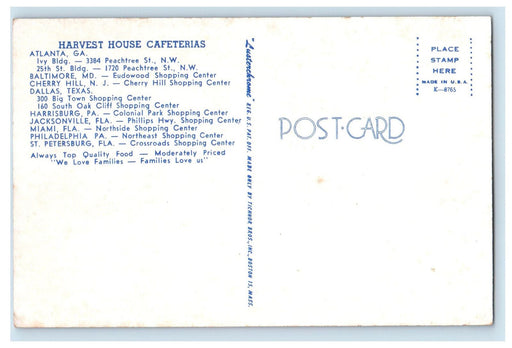 HARVEST HOUSE CAFETERIAS
ATLANTA, GA.
Ivy Bldg. — 3384 Peachtree St., N.W.
25th St. Bldg. — 1720 Peachtree St., N.W.
BALTIMORE, MD. — Eudowood Shopping Center
CHERRY HILL, N. J. — Cherry Hill Shopping Center
DALLAS, TEXAS.
300 Big Town Shopping Center
160 South Oak Cliff Shopping Center
HARRISBURG, PA. — Colonial Park Shopping Center
JACKSONVILLE, FLA. — Phillips Hwy. Shopping Center
MIAMI, FLA. — Northside Shopping Center
PHILADELPHIA PA. — Northeast Shopping Center
ST. PETERSBURG, FLA. — Crossroads Shopping Center
Always Top Quality Food — Moderately Priced
"We Love Families — Families Love us"
"Lusterchrome" REG. U.S. PAT. OFF. MADE ONLY BY TICHNOR BROS., INC., BOSTON 15, MASS.
POST-CARD
PLACE
STAMP
HERE
MADE IN U.S.A.
K-8765